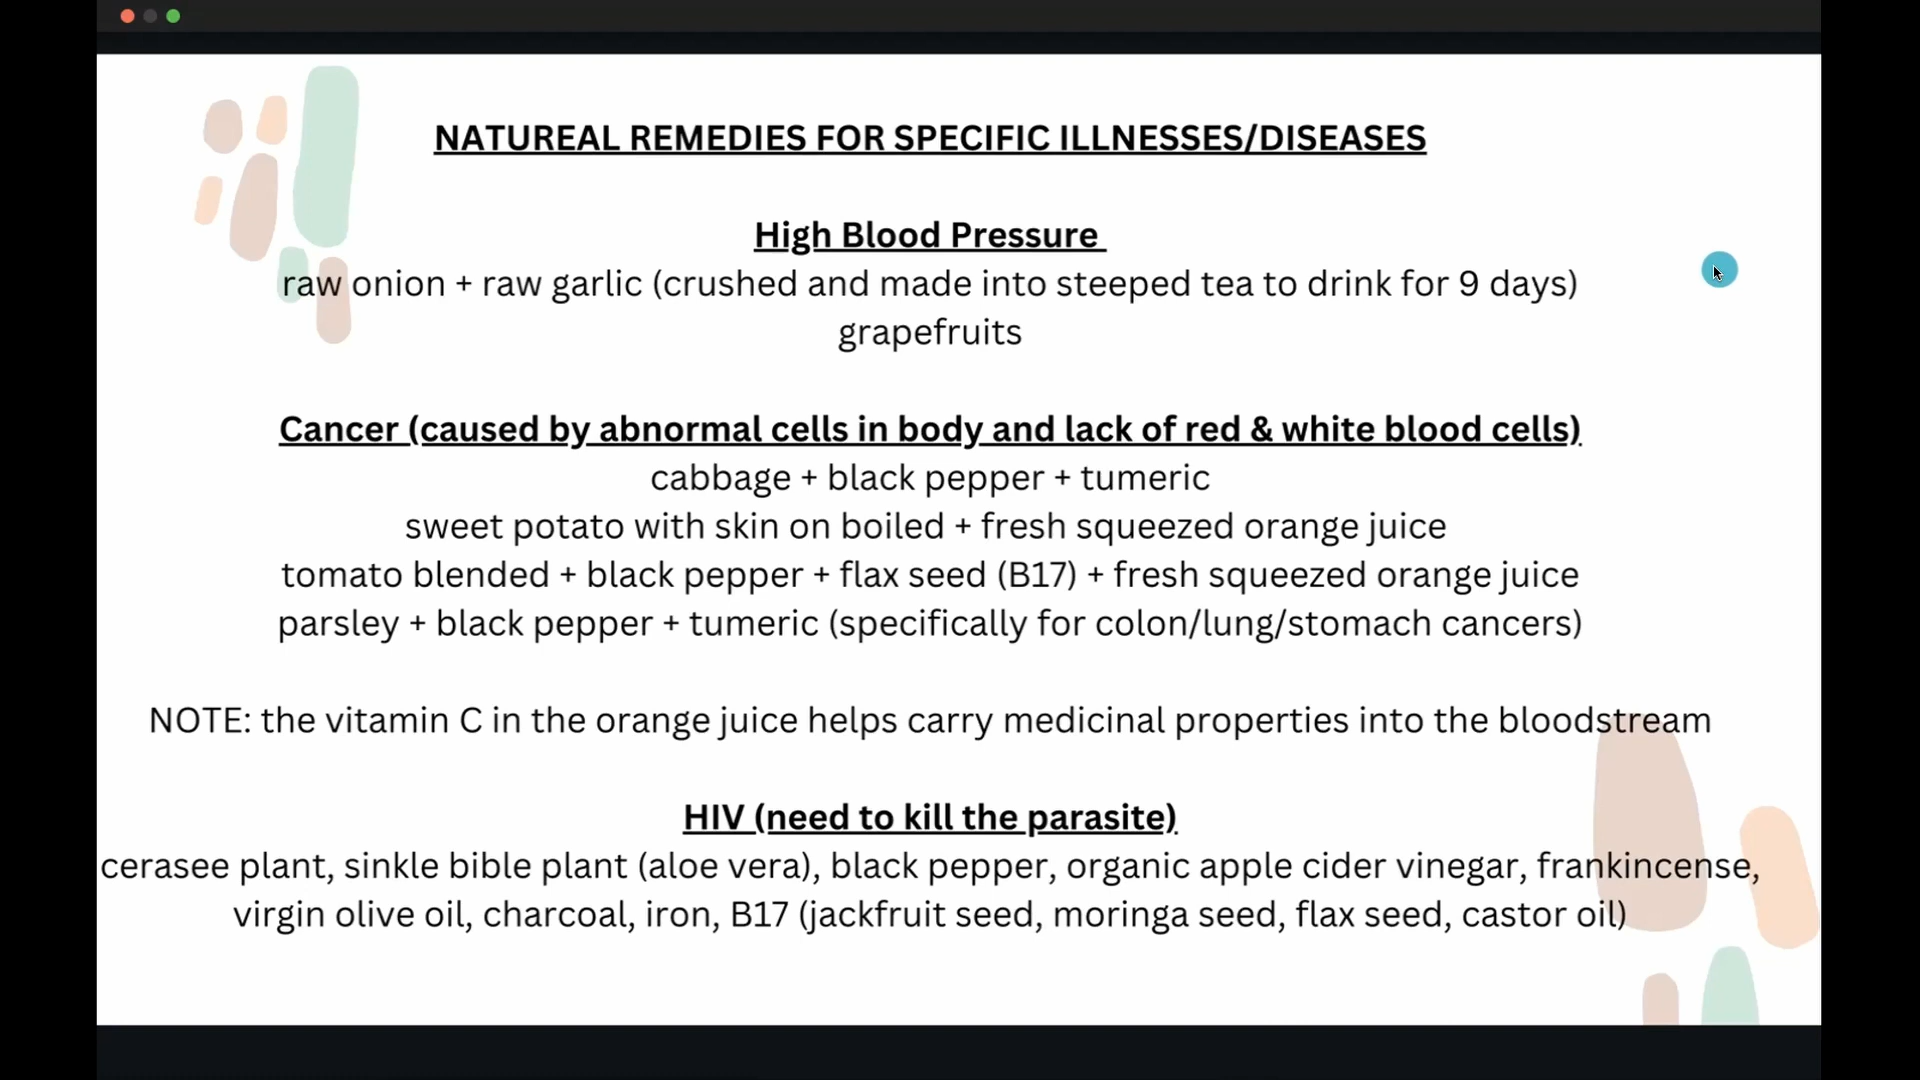 NATUREAL REMEDIES FOR SPECIFIC ILLNESSES/DISEASES
High Blood Pressure
raw onion + raw garlic (crushed and made into steeped tea to drink for 9 days)
grapefruits
Cancer (caused by abnormal cells in body and lack of red & white blood cells)
cabbage + black pepper + tumeric
sweet potato with skin on boiled + fresh squeezed orange juice
tomato blended + black pepper + flax seed (B17) + fresh squeezed orange juice
parsley + black pepper + tumeric (specifically for colon/lung/stomach cancers)
NOTE: the vitamin C in the orange juice helps carry medicinal properties into the bloodstream
HIV (need to kill the parasite)
cerasee plant, sinkle bible plant (aloe vera), black pepper, organic apple cider vinegar, frankincense,
virgin olive oil, charcoal, iron, B17 (jackfruit seed, moringa seed, flax seed, castor oil)